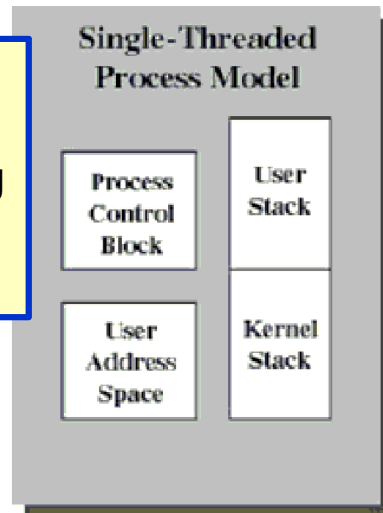 Single-Threaded
Process Model
Process
Control
Block
User
Stack
User
Address
Space
Kernel
Stack